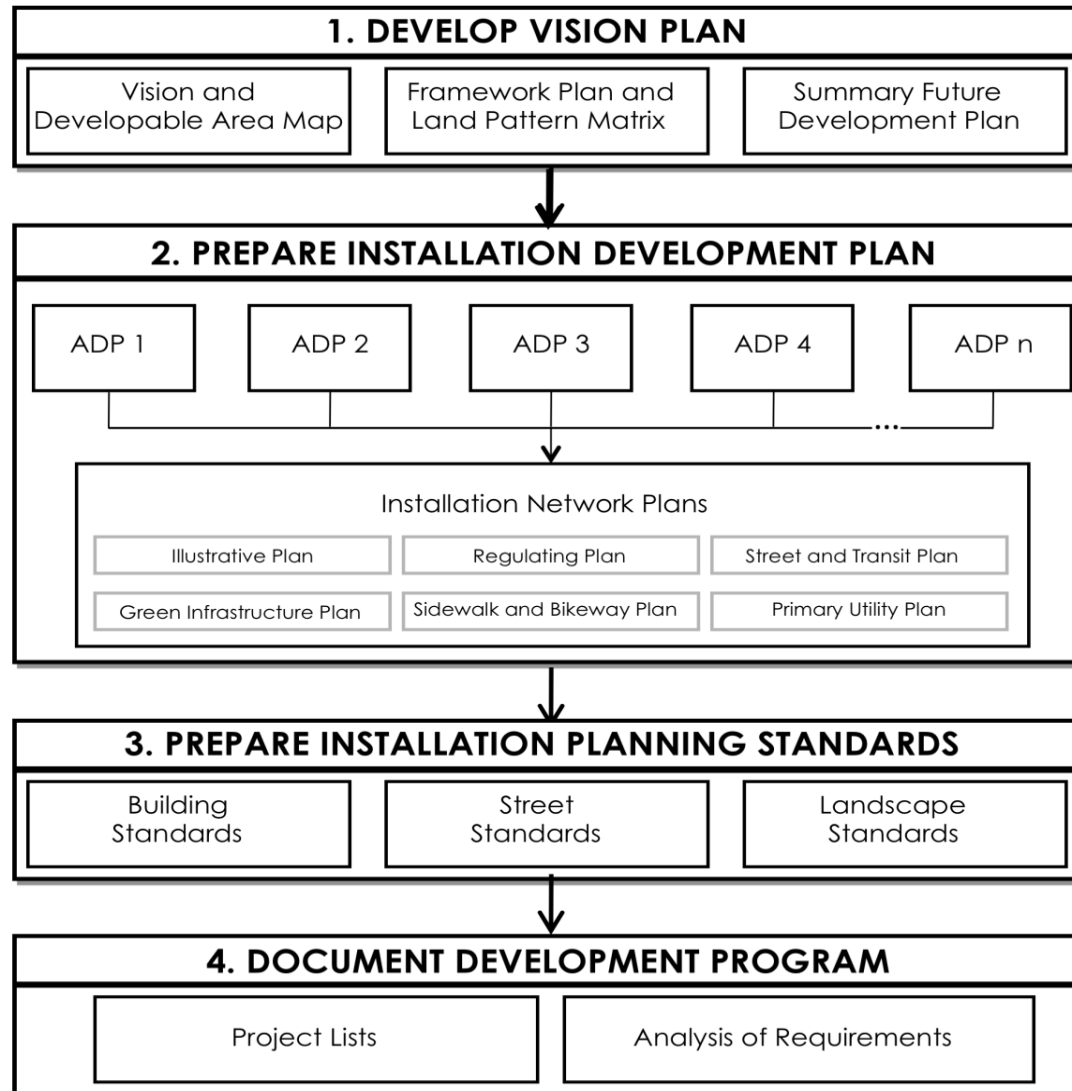 1. DEVELOP VISION PLAN
Vision and
Developable Area Map
Framework Plan and
Land Pattern Matrix
Summary Future
Development Plan
2. PREPARE INSTALLATION DEVELOPMENT PLAN
ADP 1
ADP 2
ADP 3
ADP 4
ADP n
...
Installation Network Plans
Illustrative Plan
Regulating Plan
Street and Transit Plan
Green Infrastructure Plan
Sidewalk and Bikeway Plan
Primary Utility Plan
3. PREPARE INSTALLATION PLANNING STANDARDS
Building
Standards
Street
Standards
Landscape
Standards
4. DOCUMENT DEVELOPMENT PROGRAM
Project Lists
Analysis of Requirements